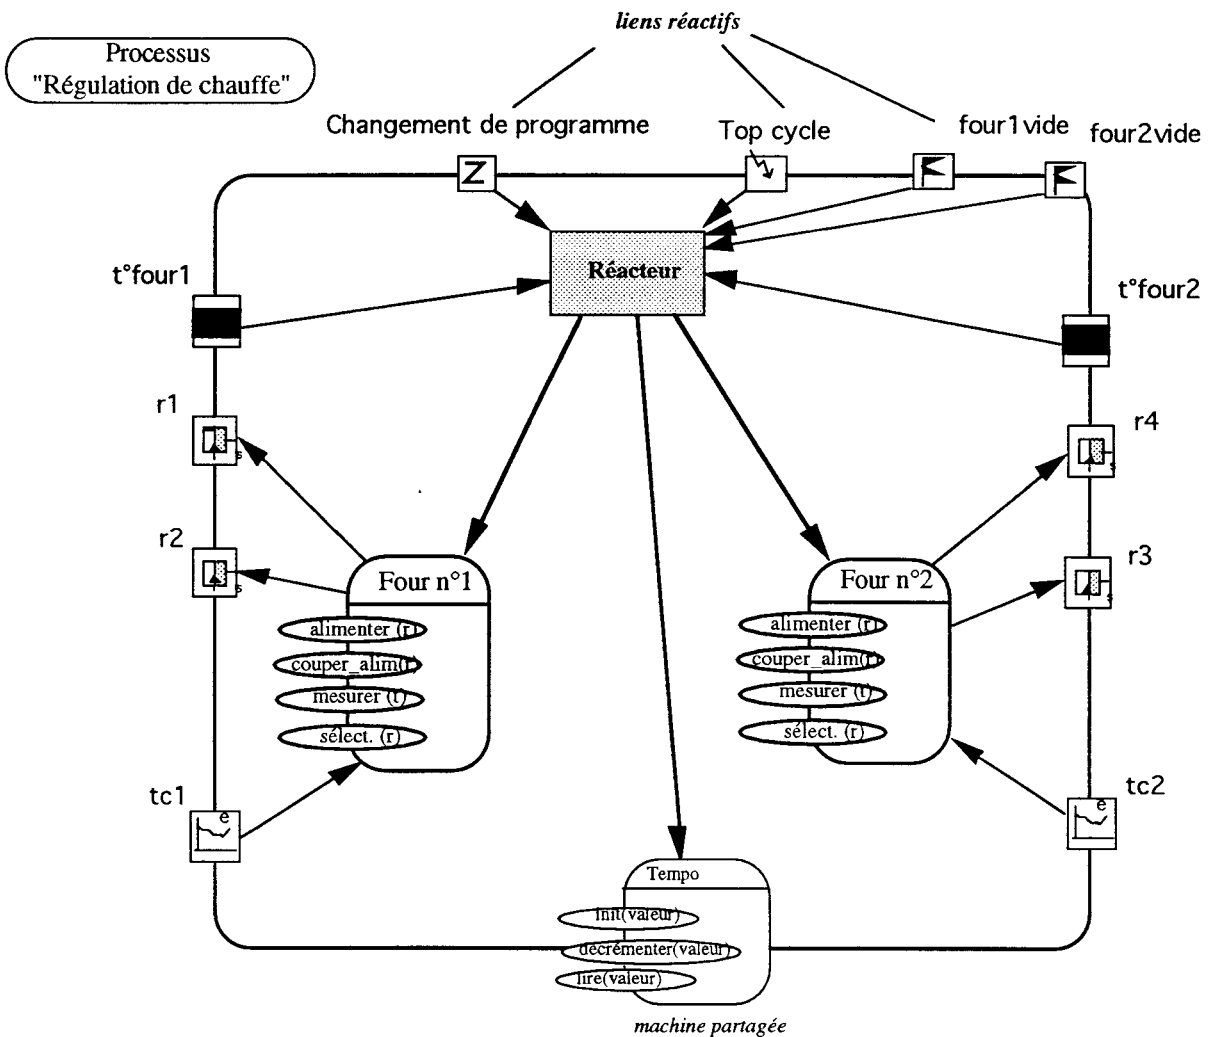 liens réactifs
Processus
"Régulation de chauffe"
Changement de programme
Top cycle
four1vide
four2vide
Z
Réacteur
t°four1
t°four2
r1
r4
s
s
r2
r3
s
s
Four n°1
Four n°2
alimenter (r)
alimenter (r)
couper_alim(r)
couper_alim(r)
mesurer (t)
mesurer (t)
sélect. (r)
sélect. (r)
tc1
tc2
e
e
Tempo
init(valeur)
décrémenter(valeur)
lire(valeur)
machine partagée